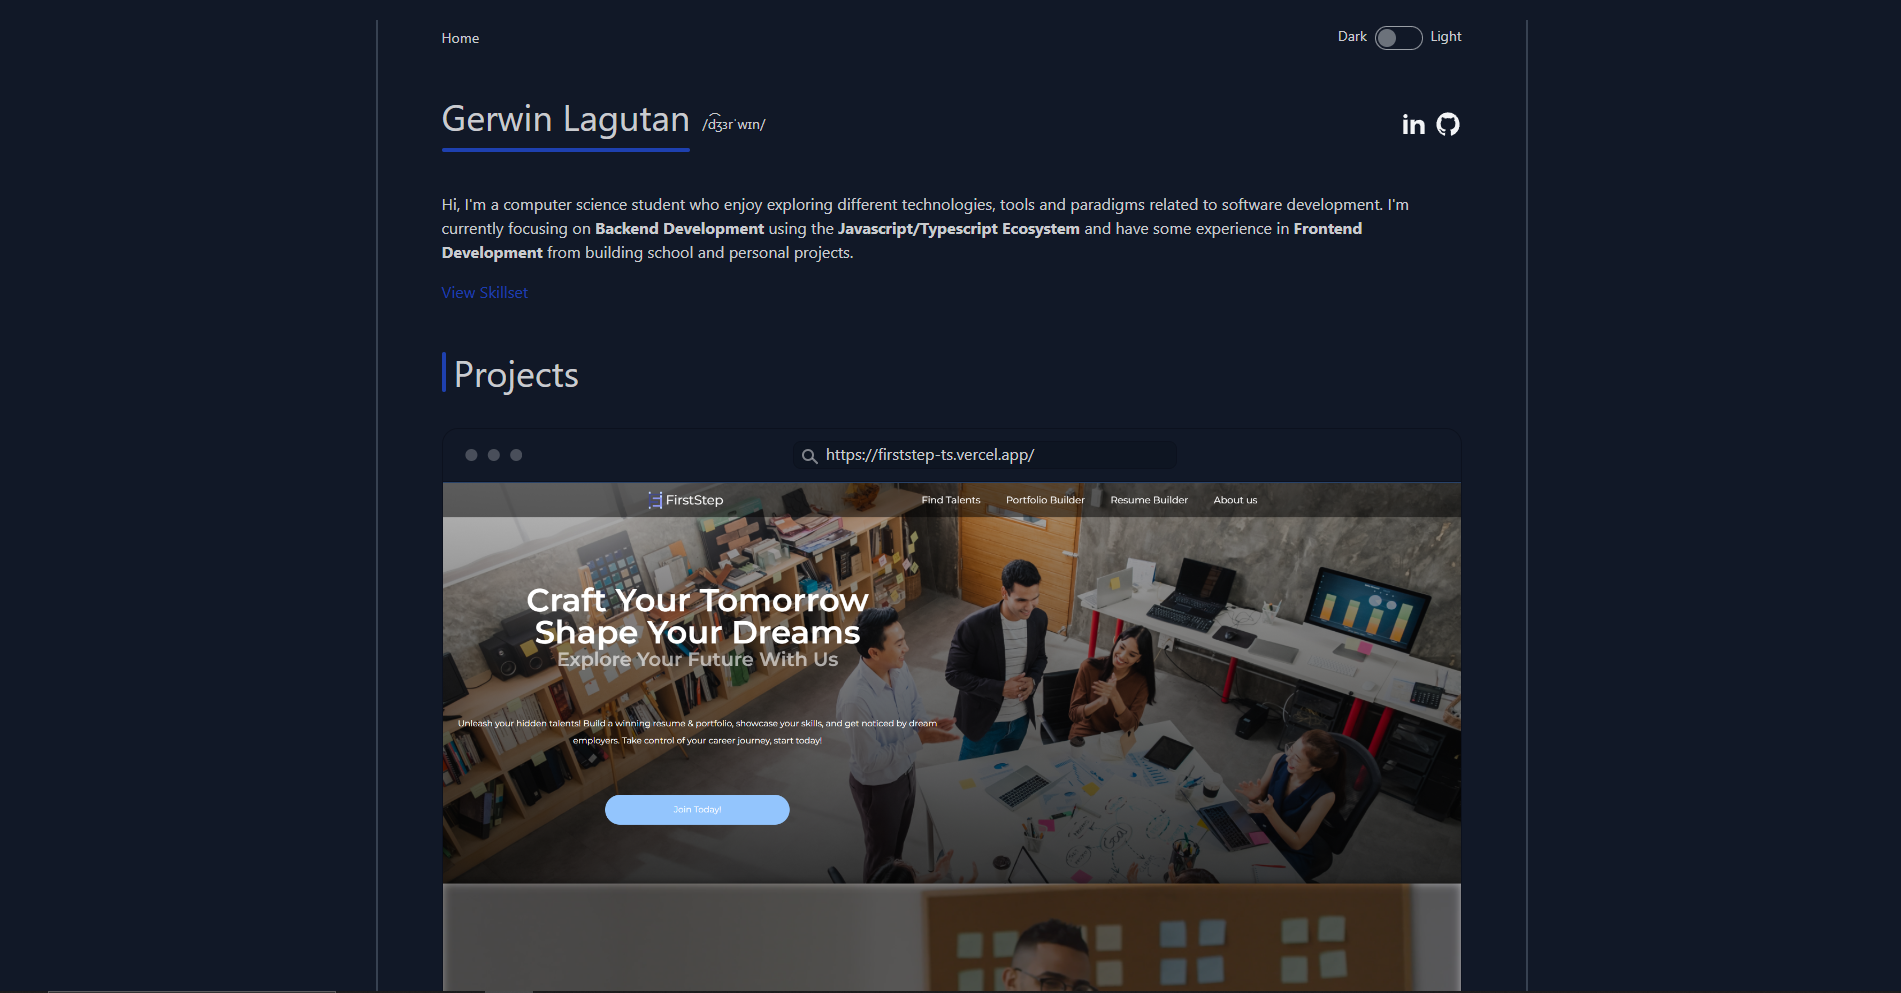 Home
Dark Light
Gerwin Lagutan /d͡ʒɜrˈwɪn/
Hi, I'm a computer science student who enjoy exploring different technologies, tools and paradigms related to software development. I'm
currently focusing on Backend Development using the Javascript/Typescript Ecosystem and have some experience in Frontend
Development from building school and personal projects.
View Skillset
Projects
https://firststep-ts.vercel.app/
FirstStep Find Talents Portfolio Builder Resume Builder About us
Craft Your Tomorrow
Shape Your Dreams
Explore Your Future With Us
Unleash your hidden talents! Build a winning resume & portfolio, showcase your skills, and get noticed by dream
employers. Take control of your career journey, start today!
Join Today!